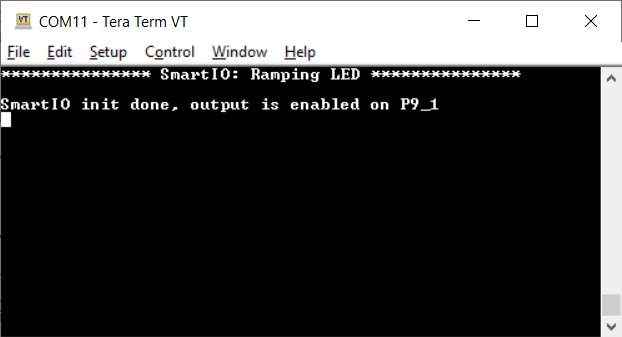 COM11 - Tera Term VT
File Edit Setup Control Window Help
*************** SmartIO: Ramping LED ***************
SmartIO init done, output is enabled on P9_1